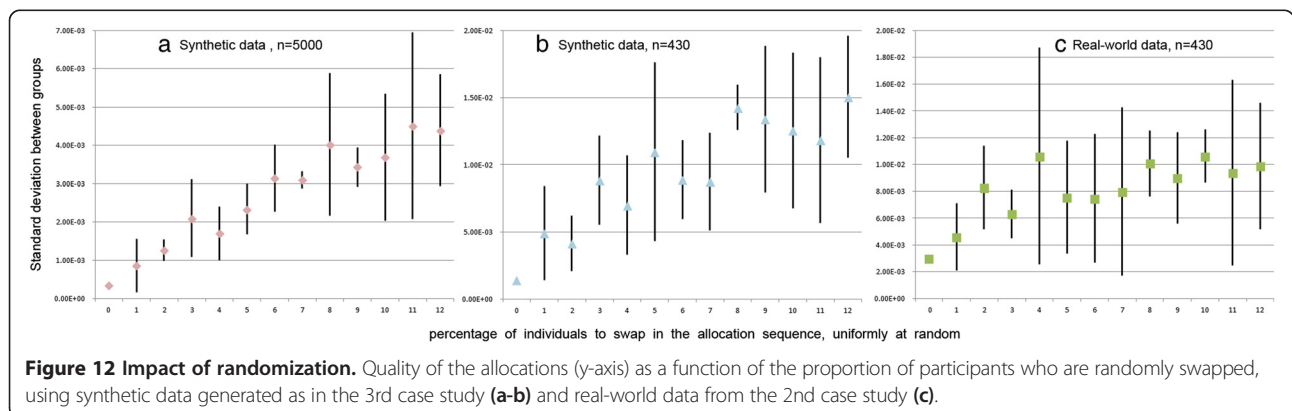 a Synthetic data , n=5000
7.00E-03
6.00E-03
5.00E-03
4.00E-03
3.00E-03
2.00E-03
1.00E-03
0.00E+00
0 1 2 3 4 5 6 7 8 9 10 11 12
Standard deviation between groups
b Synthetic data, n=430
2.00E-02
1.50E-02
1.00E-02
5.00E-03
0.00E+00
0 1 2 3 4 5 6 7 8 9 10 11 12
c Real-world data, n=430
2.00E-02
1.80E-02
1.60E-02
1.40E-02
1.20E-02
1.00E-02
8.00E-03
6.00E-03
4.00E-03
2.00E-03
0.00E+00
0 1 2 3 4 5 6 7 8 9 10 11 12
percentage of individuals to swap in the allocation sequence, uniformly at random
Figure 12 Impact of randomization. Quality of the allocations (y-axis) as a function of the proportion of participants who are randomly swapped,
using synthetic data generated as in the 3rd case study (a-b) and real-world data from the 2nd case study (c).